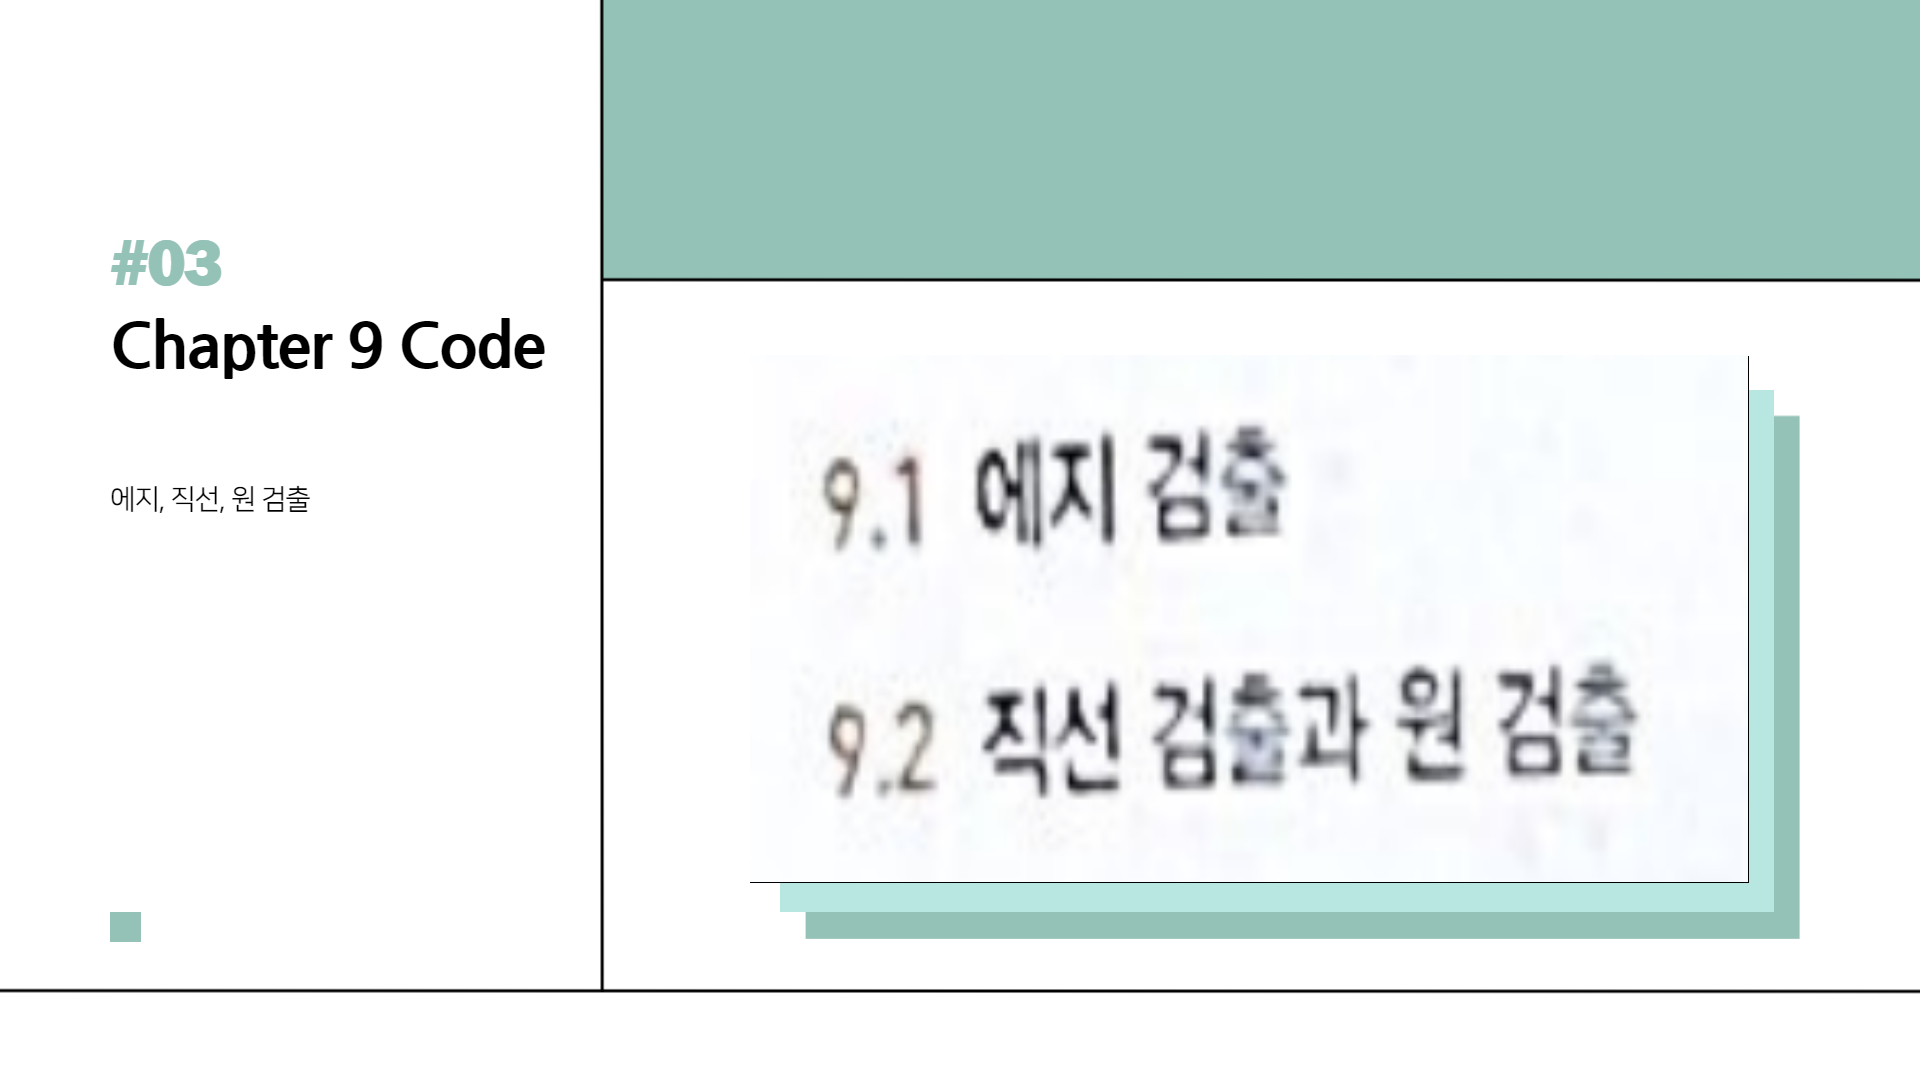 #03
Chapter 9 Code
에지, 직선, 원 검출
9.1 에지 검출
9.2 직선 검출과 원 검출